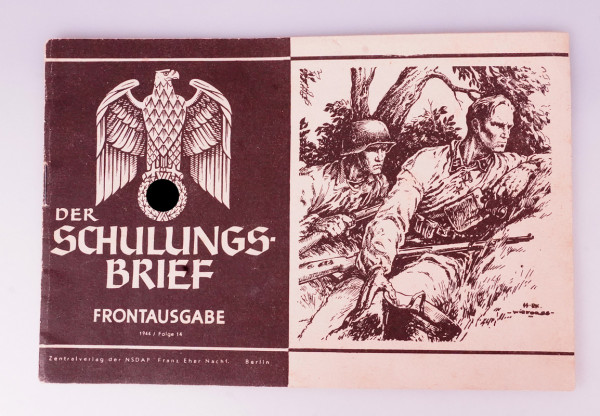 DER
SCHULUNGS-
BRIEF
FRONTAUSGABE
1944 / Folge 14
Zentralverlag der NSDAP Franz Eher Nachf. Berlin